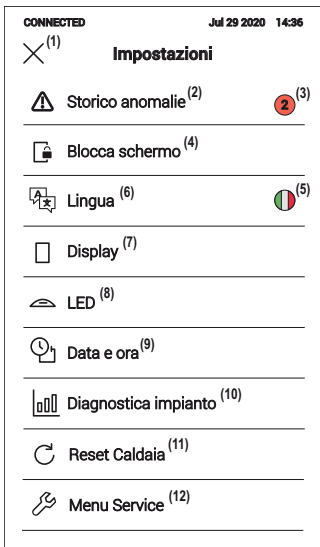 CONNECTED Jul 29 2020 14:36
(1) Impostazioni
Storico anomalie (2) 2 (3)
Blocca schermo (4)
A Lingua (6) (5)
Display (7)
LED (8)
Data e ora (9)
Diagnostica impianto (10)
Reset Caldaia (11)
Menu Service (12)